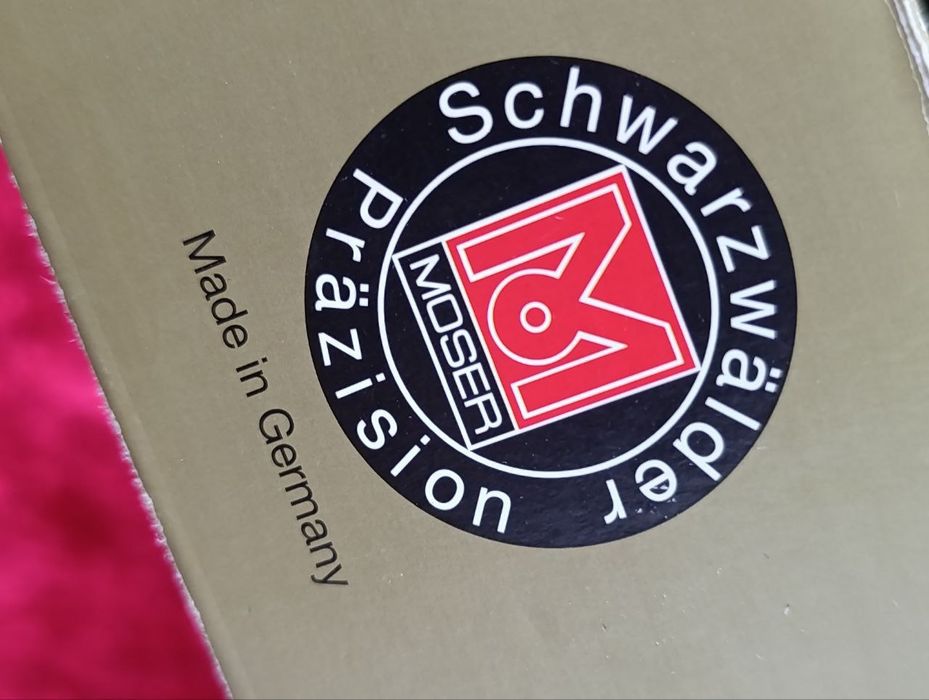 Schwarzwälder
Präzision
MOSER
Made in Germany